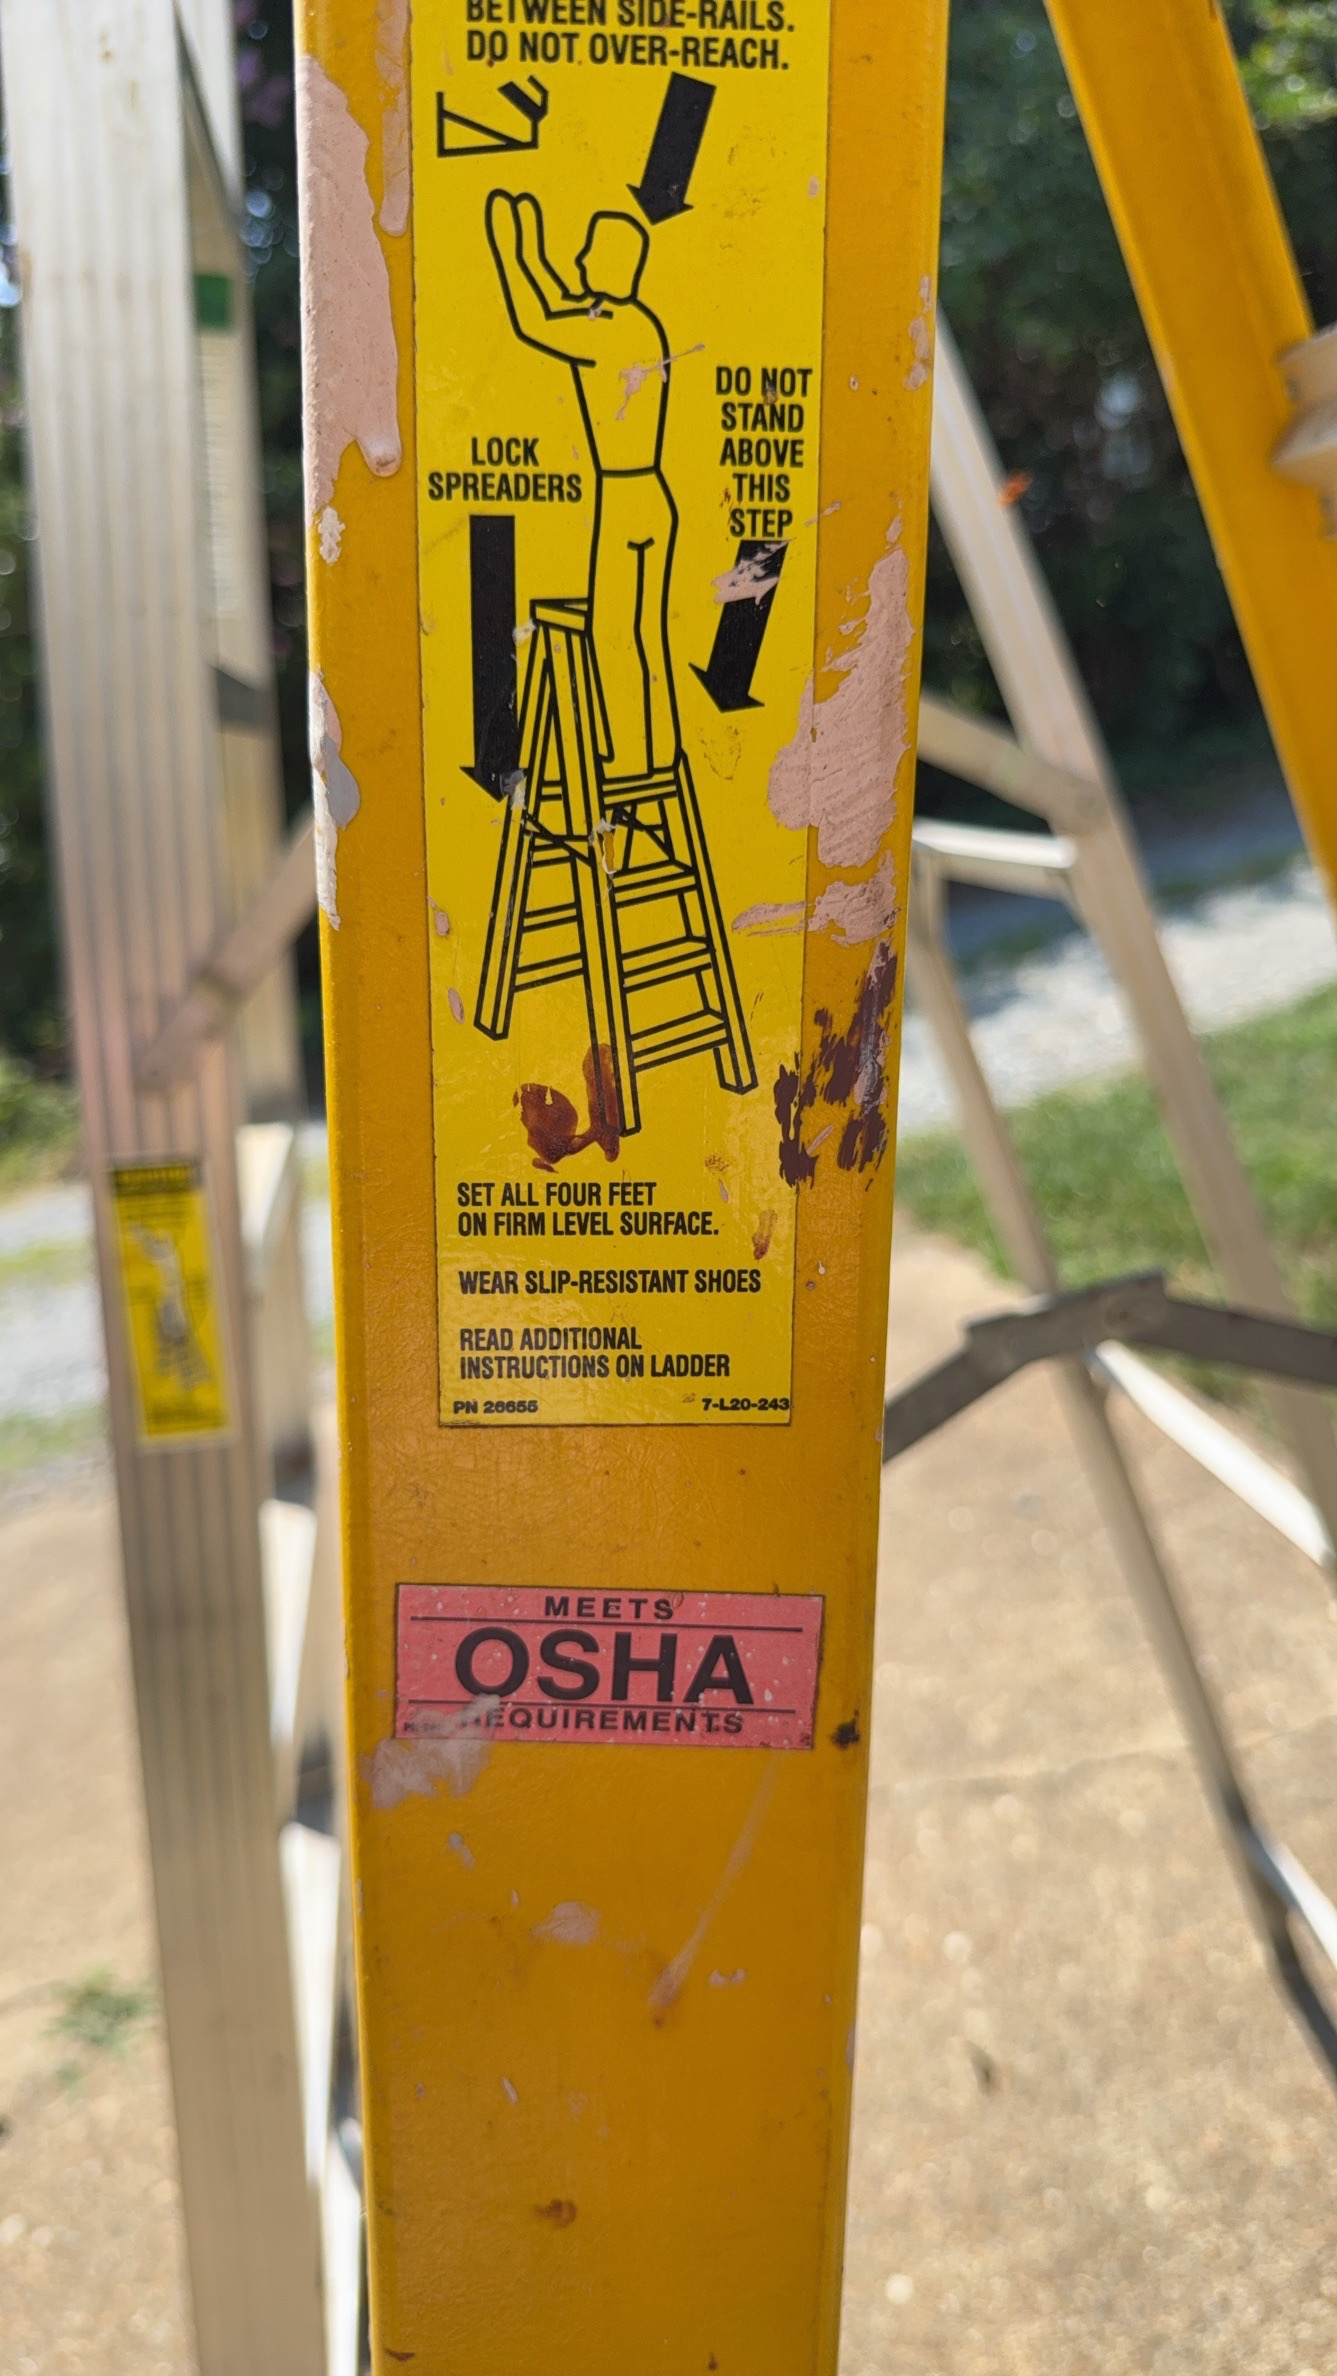 BETWEEN SIDE-RAILS.
DO NOT OVER-REACH.
DO NOT
STAND
ABOVE
THIS
STEP
LOCK
SPREADERS
SET ALL FOUR FEET
ON FIRM LEVEL SURFACE.
WEAR SLIP-RESISTANT SHOES
READ ADDITIONAL
INSTRUCTIONS ON LADDER
PN 26655 7-L20-243
MEETS
OSHA
REQUIREMENTS